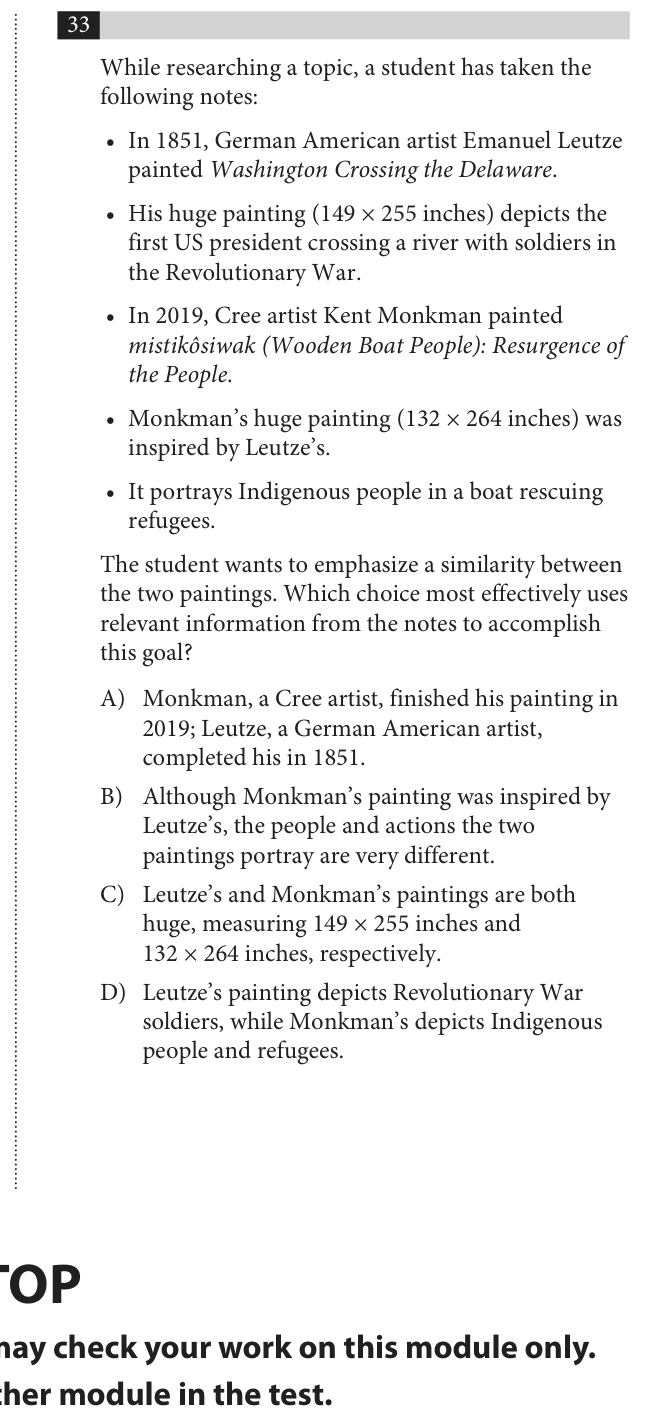 33
While researching a topic, a student has taken the
following notes:
• In 1851, German American artist Emanuel Leutze
painted Washington Crossing the Delaware.
• His huge painting (149 × 255 inches) depicts the
first US president crossing a river with soldiers in
the Revolutionary War.
• In 2019, Cree artist Kent Monkman painted
mistikôsiwak (Wooden Boat People): Resurgence of
the People.
• Monkman’s huge painting (132 × 264 inches) was
inspired by Leutze’s.
• It portrays Indigenous people in a boat rescuing
refugees.
The student wants to emphasize a similarity between
the two paintings. Which choice most effectively uses
relevant information from the notes to accomplish
this goal?
A) Monkman, a Cree artist, finished his painting in
2019; Leutze, a German American artist,
completed his in 1851.
B) Although Monkman’s painting was inspired by
Leutze’s, the people and actions the two
paintings portray are very different.
C) Leutze’s and Monkman’s paintings are both
huge, measuring 149 × 255 inches and
132 × 264 inches, respectively.
D) Leutze’s painting depicts Revolutionary War
soldiers, while Monkman’s depicts Indigenous
people and refugees.
TOP
may check your work on this module only.
ther module in the test.